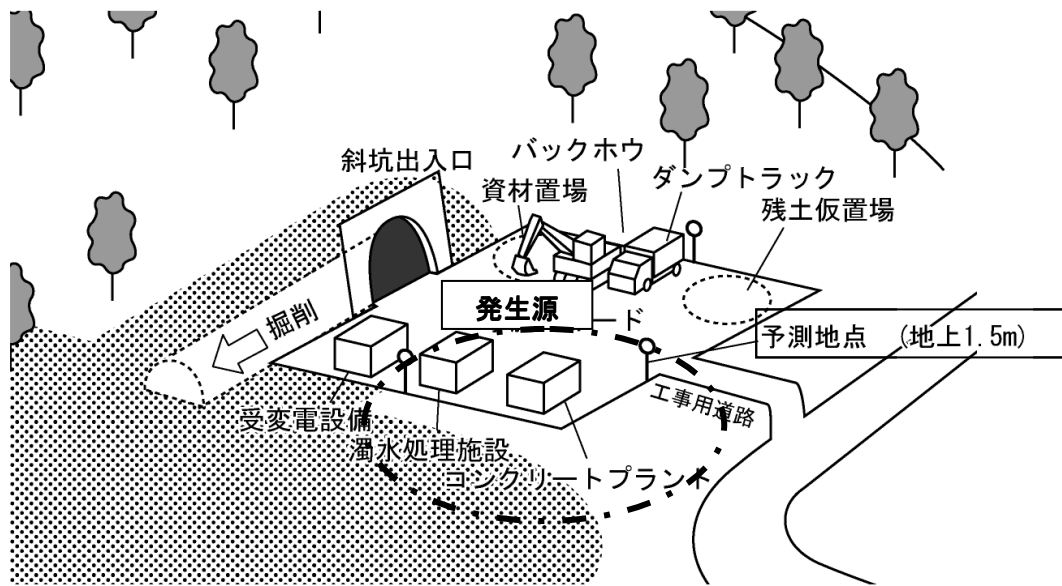 バックホウ
斜坑出入口
ダンプトラック
資材置場
残土仮置場
発生源
ード
掘削
予測地点 (地上1.5m)
工事用道路
受変電設備
濁水処理施設
コンクリートプラント